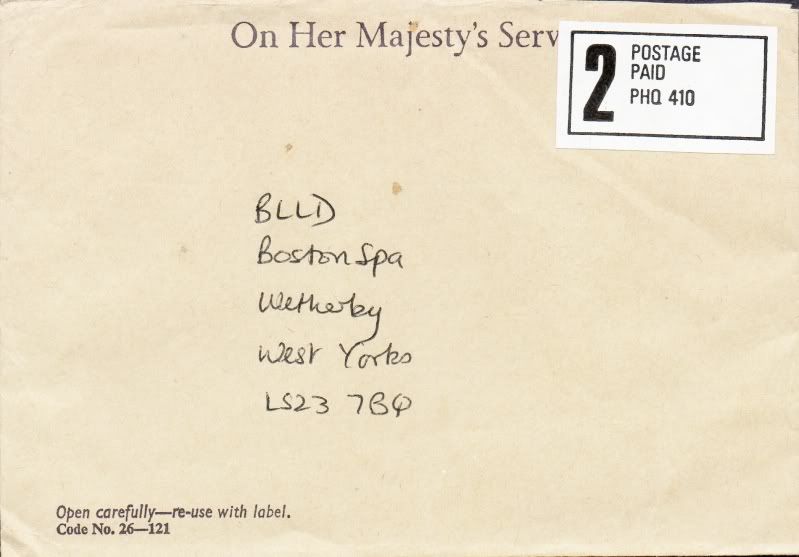 On Her Majesty's Serv
2 POSTAGE
PAID
PHQ 410
BLLD
Boston Spa
Wetherby
West Yorks
LS23 7BQ
Open carefully—re-use with label.
Code No. 26—121